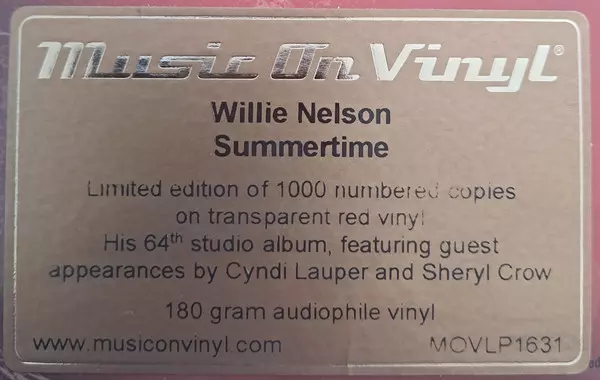 Music On Vinyl®
Willie Nelson
Summertime
Limited edition of 1000 numbered copies
on transparent red vinyl
His 64th studio album, featuring guest
appearances by Cyndi Lauper and Sheryl Crow
180 gram audiophile vinyl
www.musiconvinyl.com MOVLP1631